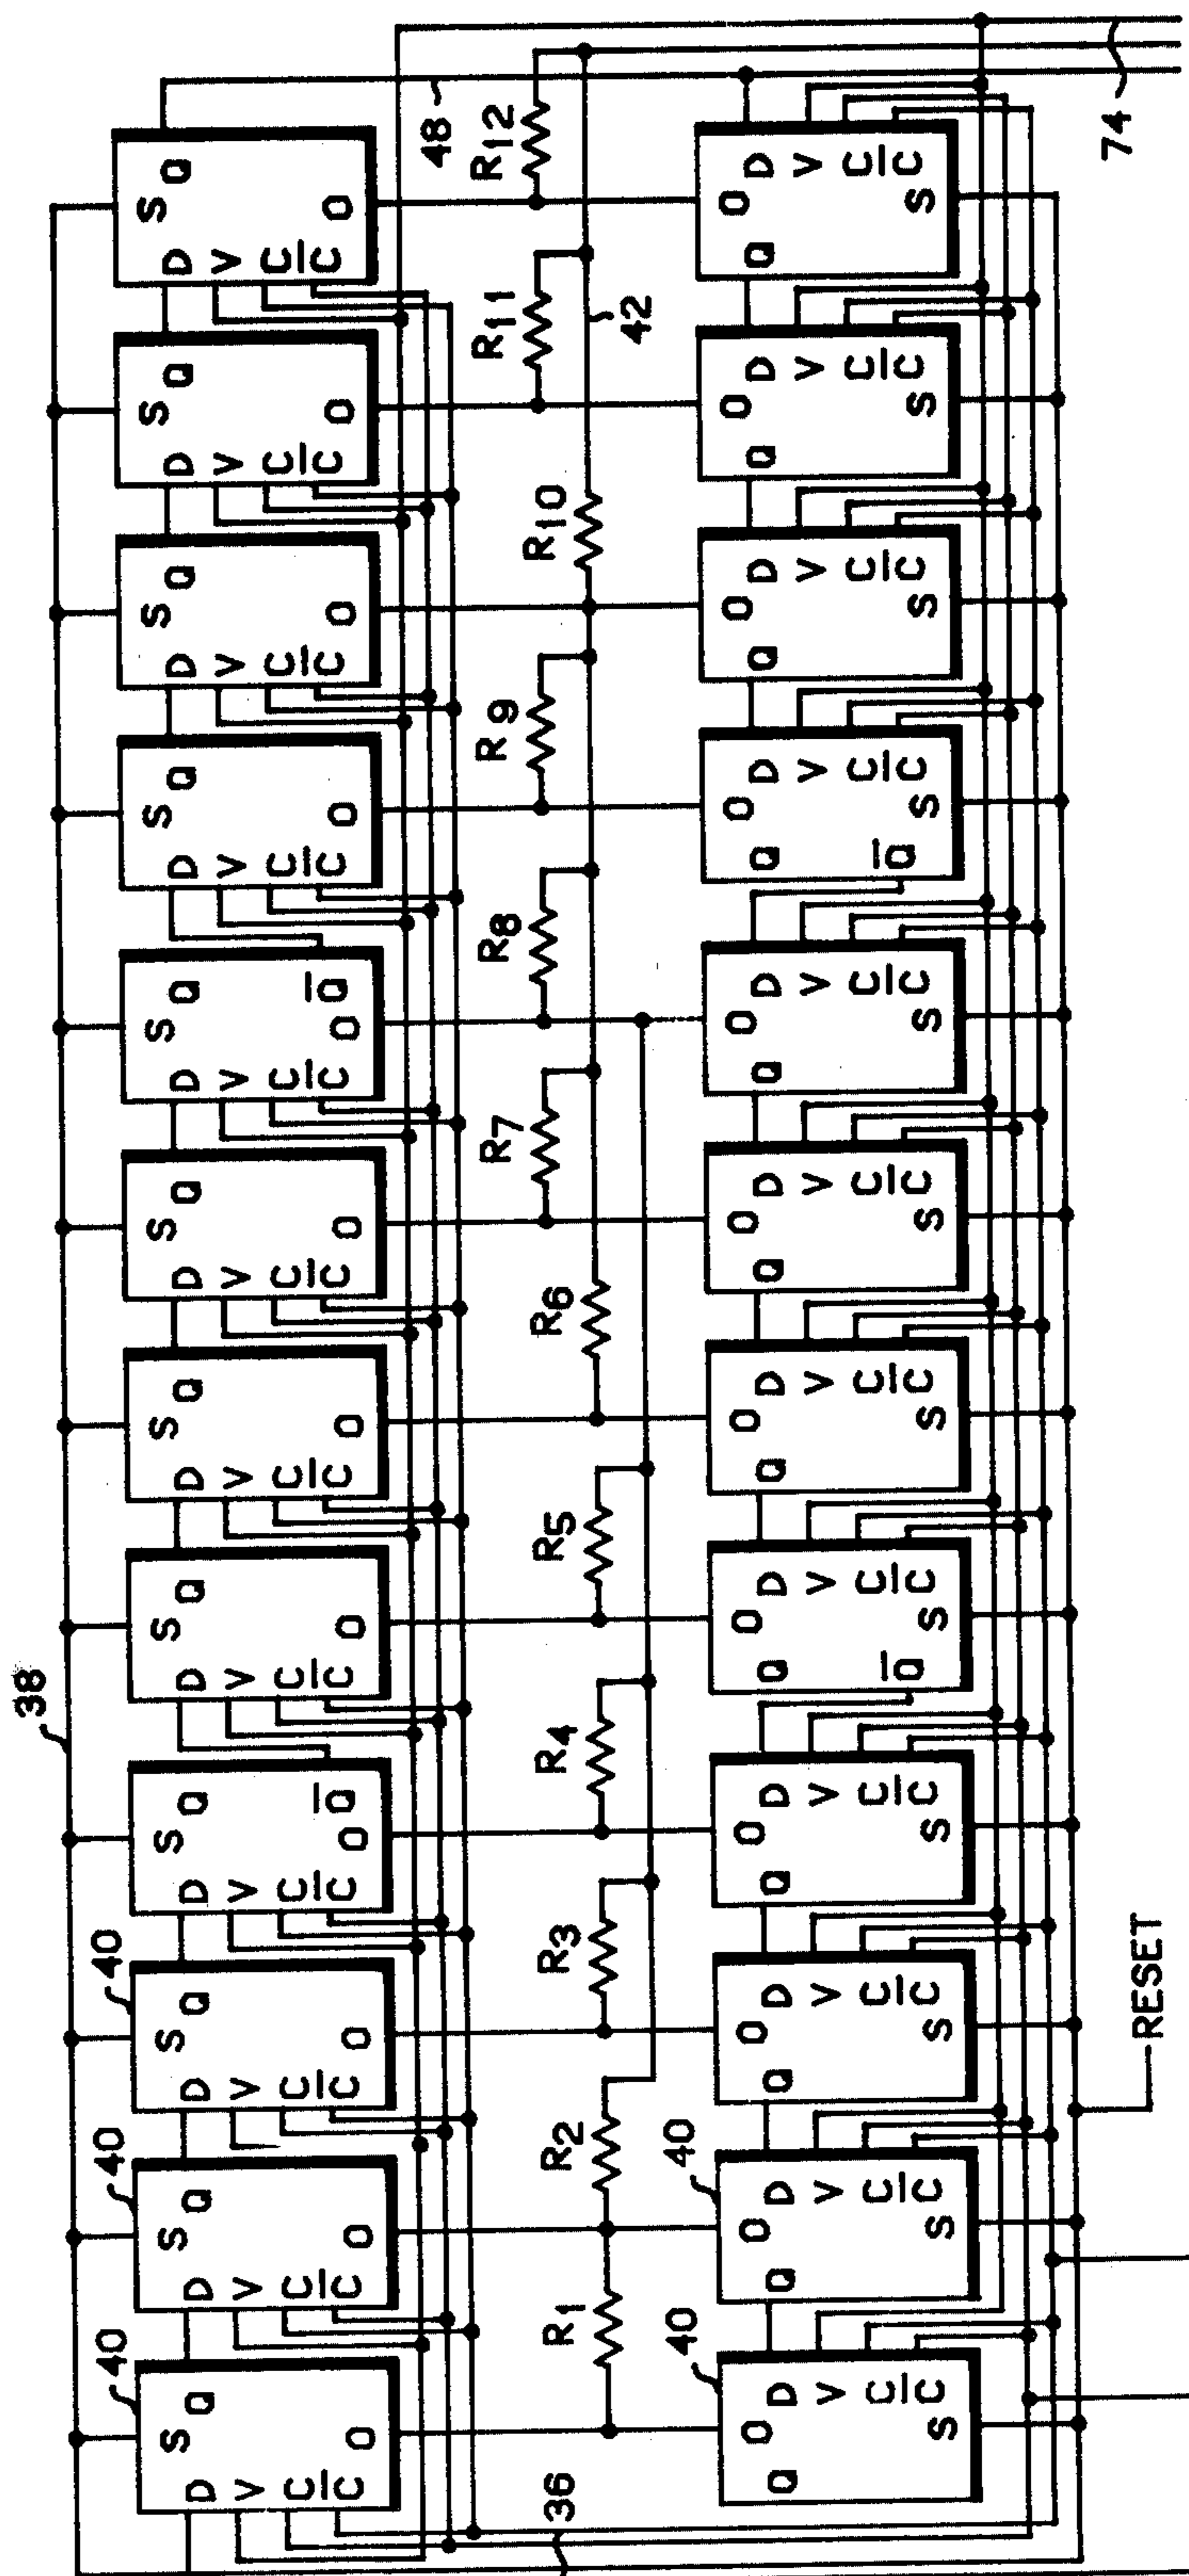 38
40 40 40
S S S S S S S S S S S S
D Q D Q D Q D Q D Q D Q D Q D Q D Q D Q D Q D Q
V V V V V V V V V V V V
C C C C C C C C C C C C
C̅ C̅ C̅ C̅ Q̅ C̅ C̅ C̅ C̅ Q̅ C̅ C̅ C̅ C̅
O O O O O O O O O O O O
48
R1 R2 R3 R4 R5 R6 R7 R8 R9 R10 R11 R12
36
42
40 40
O O O O O O O O O O O O
Q D Q D Q D Q D Q D Q D Q D Q D Q D Q D Q D Q D
V V V V V V V V V V V V
C C C C C C C C C C C C
C̅ C̅ C̅ C̅ Q̅ C̅ C̅ C̅ C̅ Q̅ C̅ C̅ C̅ C̅
S S S S S S S S S S S S
74
RESET